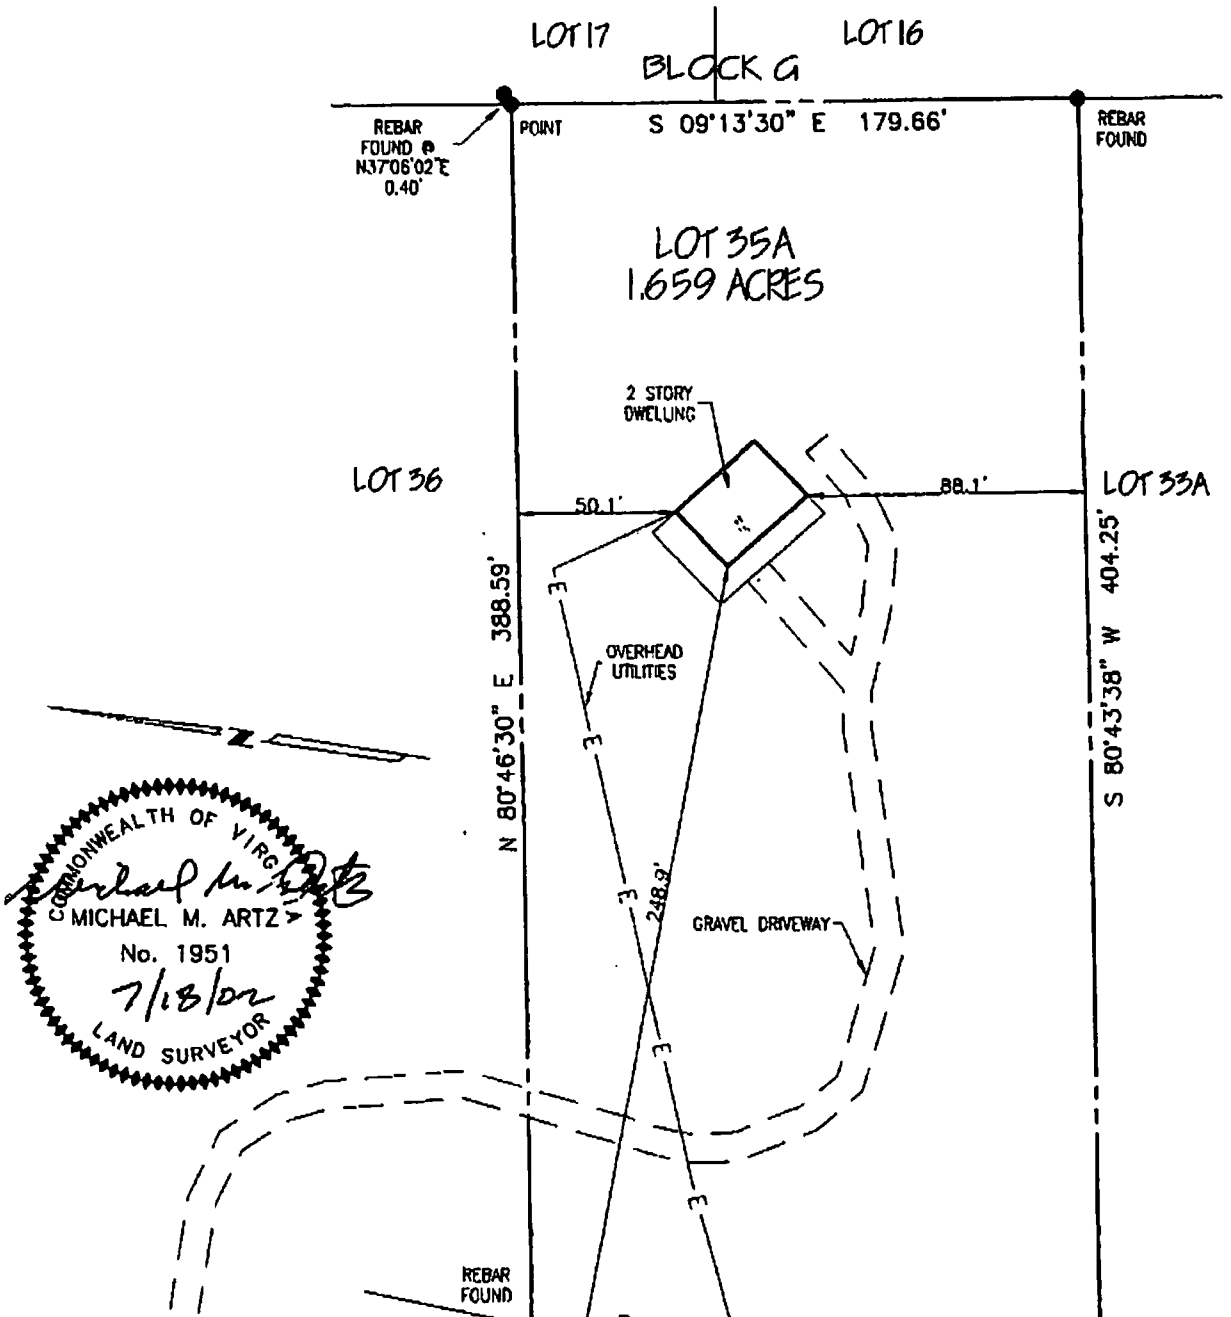 LOT 17
LOT 16
BLOCK G
S 09°13'30" E 179.66'
REBAR
FOUND @
N37°06'02"E
0.40'
POINT
REBAR
FOUND
LOT 35A
1.659 ACRES
2 STORY
DWELLING
LOT 36
50.1'
88.1'
LOT 33A
N 80°46'30" E 388.59'
S 80°43'38" W 404.25'
E
OVERHEAD
UTILITIES
E
Z
COMMONWEALTH OF VIRGINIA
Michael M. Artz
MICHAEL M. ARTZ
No. 1951
7/18/02
LAND SURVEYOR
E
248.9'
GRAVEL DRIVEWAY
E
E
REBAR
FOUND